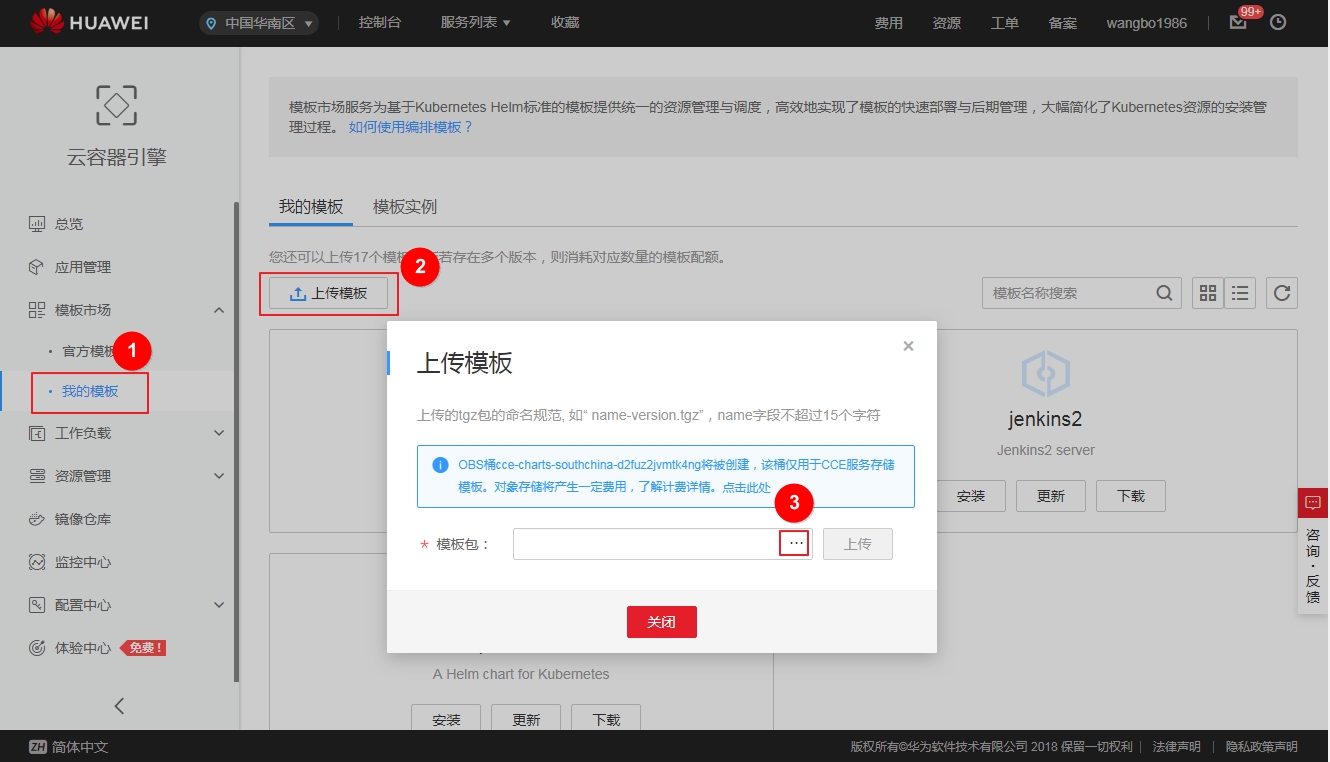 HUAWEI
中国华南区
控制台
服务列表
收藏
费用
资源
工单
备案
wangbo1986
99+
云容器引擎
总览
应用管理
模板市场
官方模板
1
我的模板
工作负载
资源管理
镜像仓库
监控中心
配置中心
体验中心
免费!
模板市场服务为基于Kubernetes Helm标准的模板提供统一的资源管理与调度，高效地实现了模板的快速部署与后期管理，大幅简化了Kubernetes资源的安装管
理过程。 如何使用编排模板？
我的模板
模板实例
您还可以上传17个模板 若存在多个版本，则消耗对应数量的模板配额。
2
上传模板
模板名称搜索
jenkins2
Jenkins2 server
安装
更新
下载
上传模板
×
上传的tgz包的命名规范, 如“ name-version.tgz”，name字段不超过15个字符
OBS桶cce-charts-southchina-d2fuz2jvmtk4ng将被创建，该桶仅用于CCE服务存储
模板。对象存储将产生一定费用，了解计费详情。点击此处
3
* 模板包：
...
上传
关闭
A Helm chart for Kubernetes
安装
更新
下载
咨
询
·
反
馈
ZH 简体中文
版权所有©华为软件技术有限公司 2018 保留一切权利 | 法律声明 | 隐私政策声明